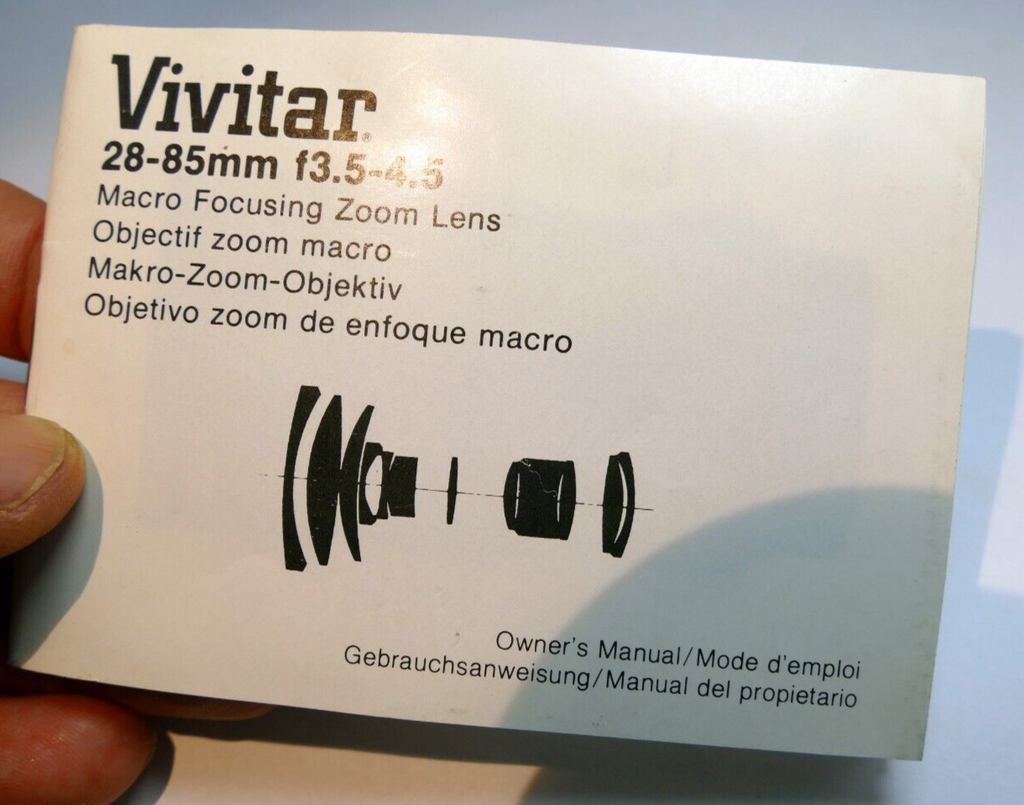 Vivitar®
28-85mm f3.5-4.5
Macro Focusing Zoom Lens
Objectif zoom macro
Makro-Zoom-Objektiv
Objetivo zoom de enfoque macro
Owner's Manual/Mode d'emploi
Gebrauchsanweisung/Manual del propietario